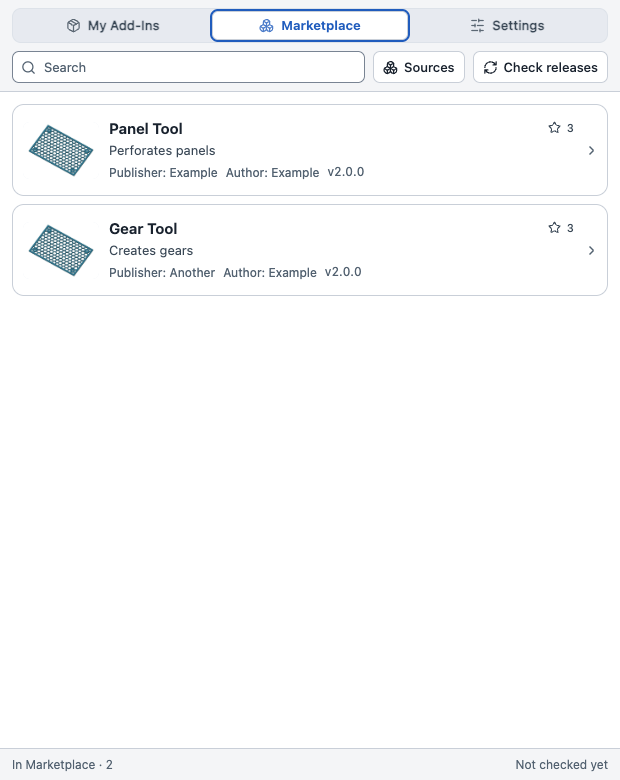 My Add-Ins Marketplace Settings
Search Sources Check releases
Panel Tool 3
Perforates panels
Publisher: Example Author: Example v2.0.0
Gear Tool 3
Creates gears
Publisher: Another Author: Example v2.0.0
In Marketplace · 2 Not checked yet